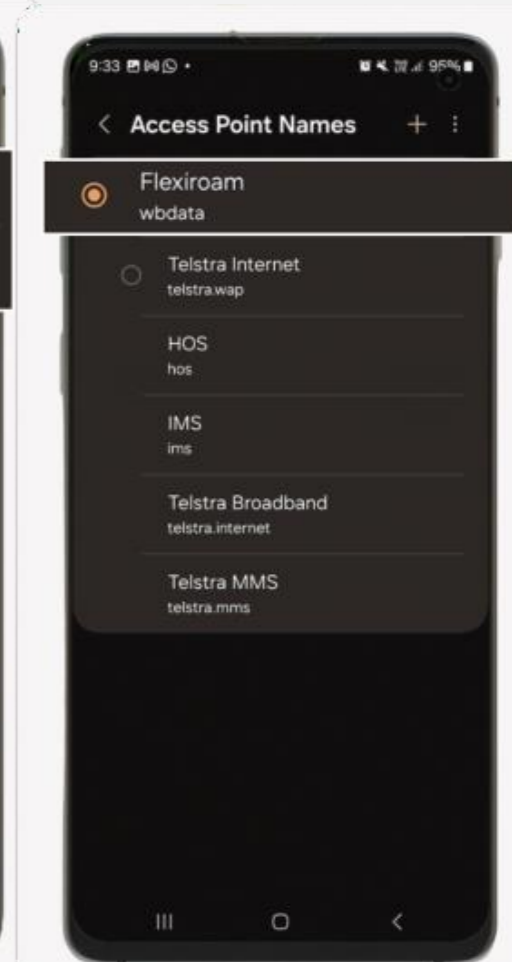 9:33
95%
Access Point Names
Flexiroam
wbdata
Telstra Internet
telstra.wap
HOS
hos
IMS
ims
Telstra Broadband
telstra.internet
Telstra MMS
telstra.mms